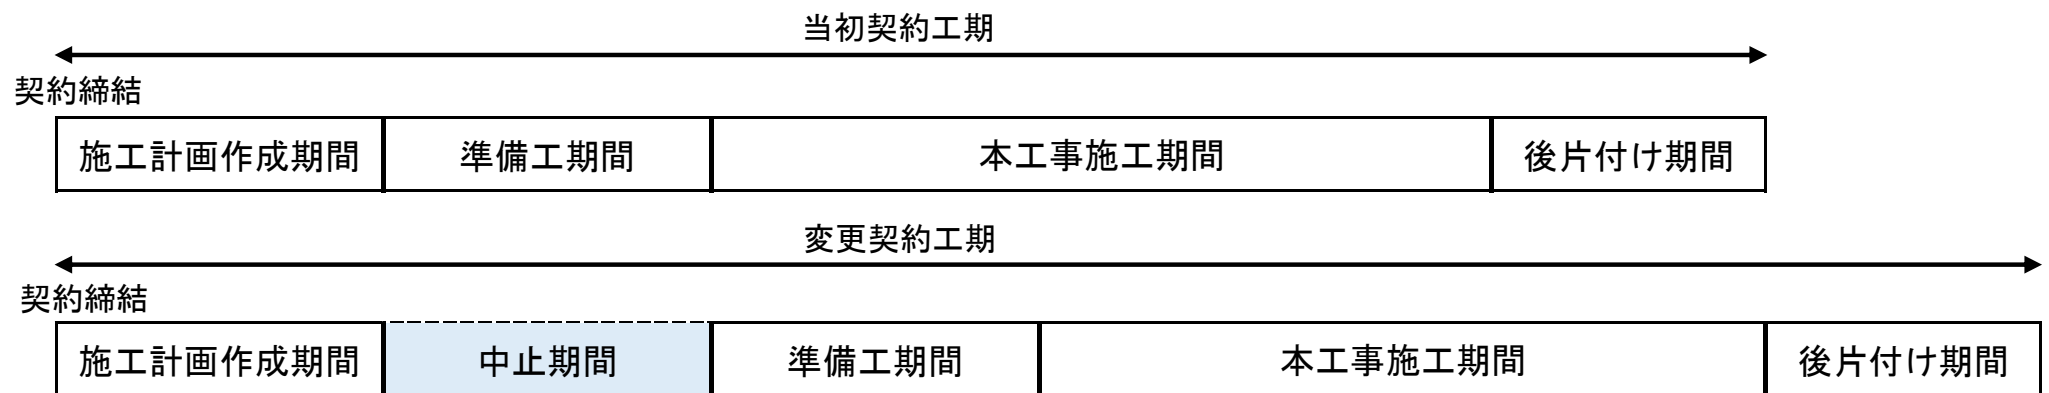 当初契約工期
契約締結
施工計画作成期間 準備工期間 本工事施工期間 後片付け期間
変更契約工期
契約締結
施工計画作成期間 中止期間 準備工期間 本工事施工期間 後片付け期間